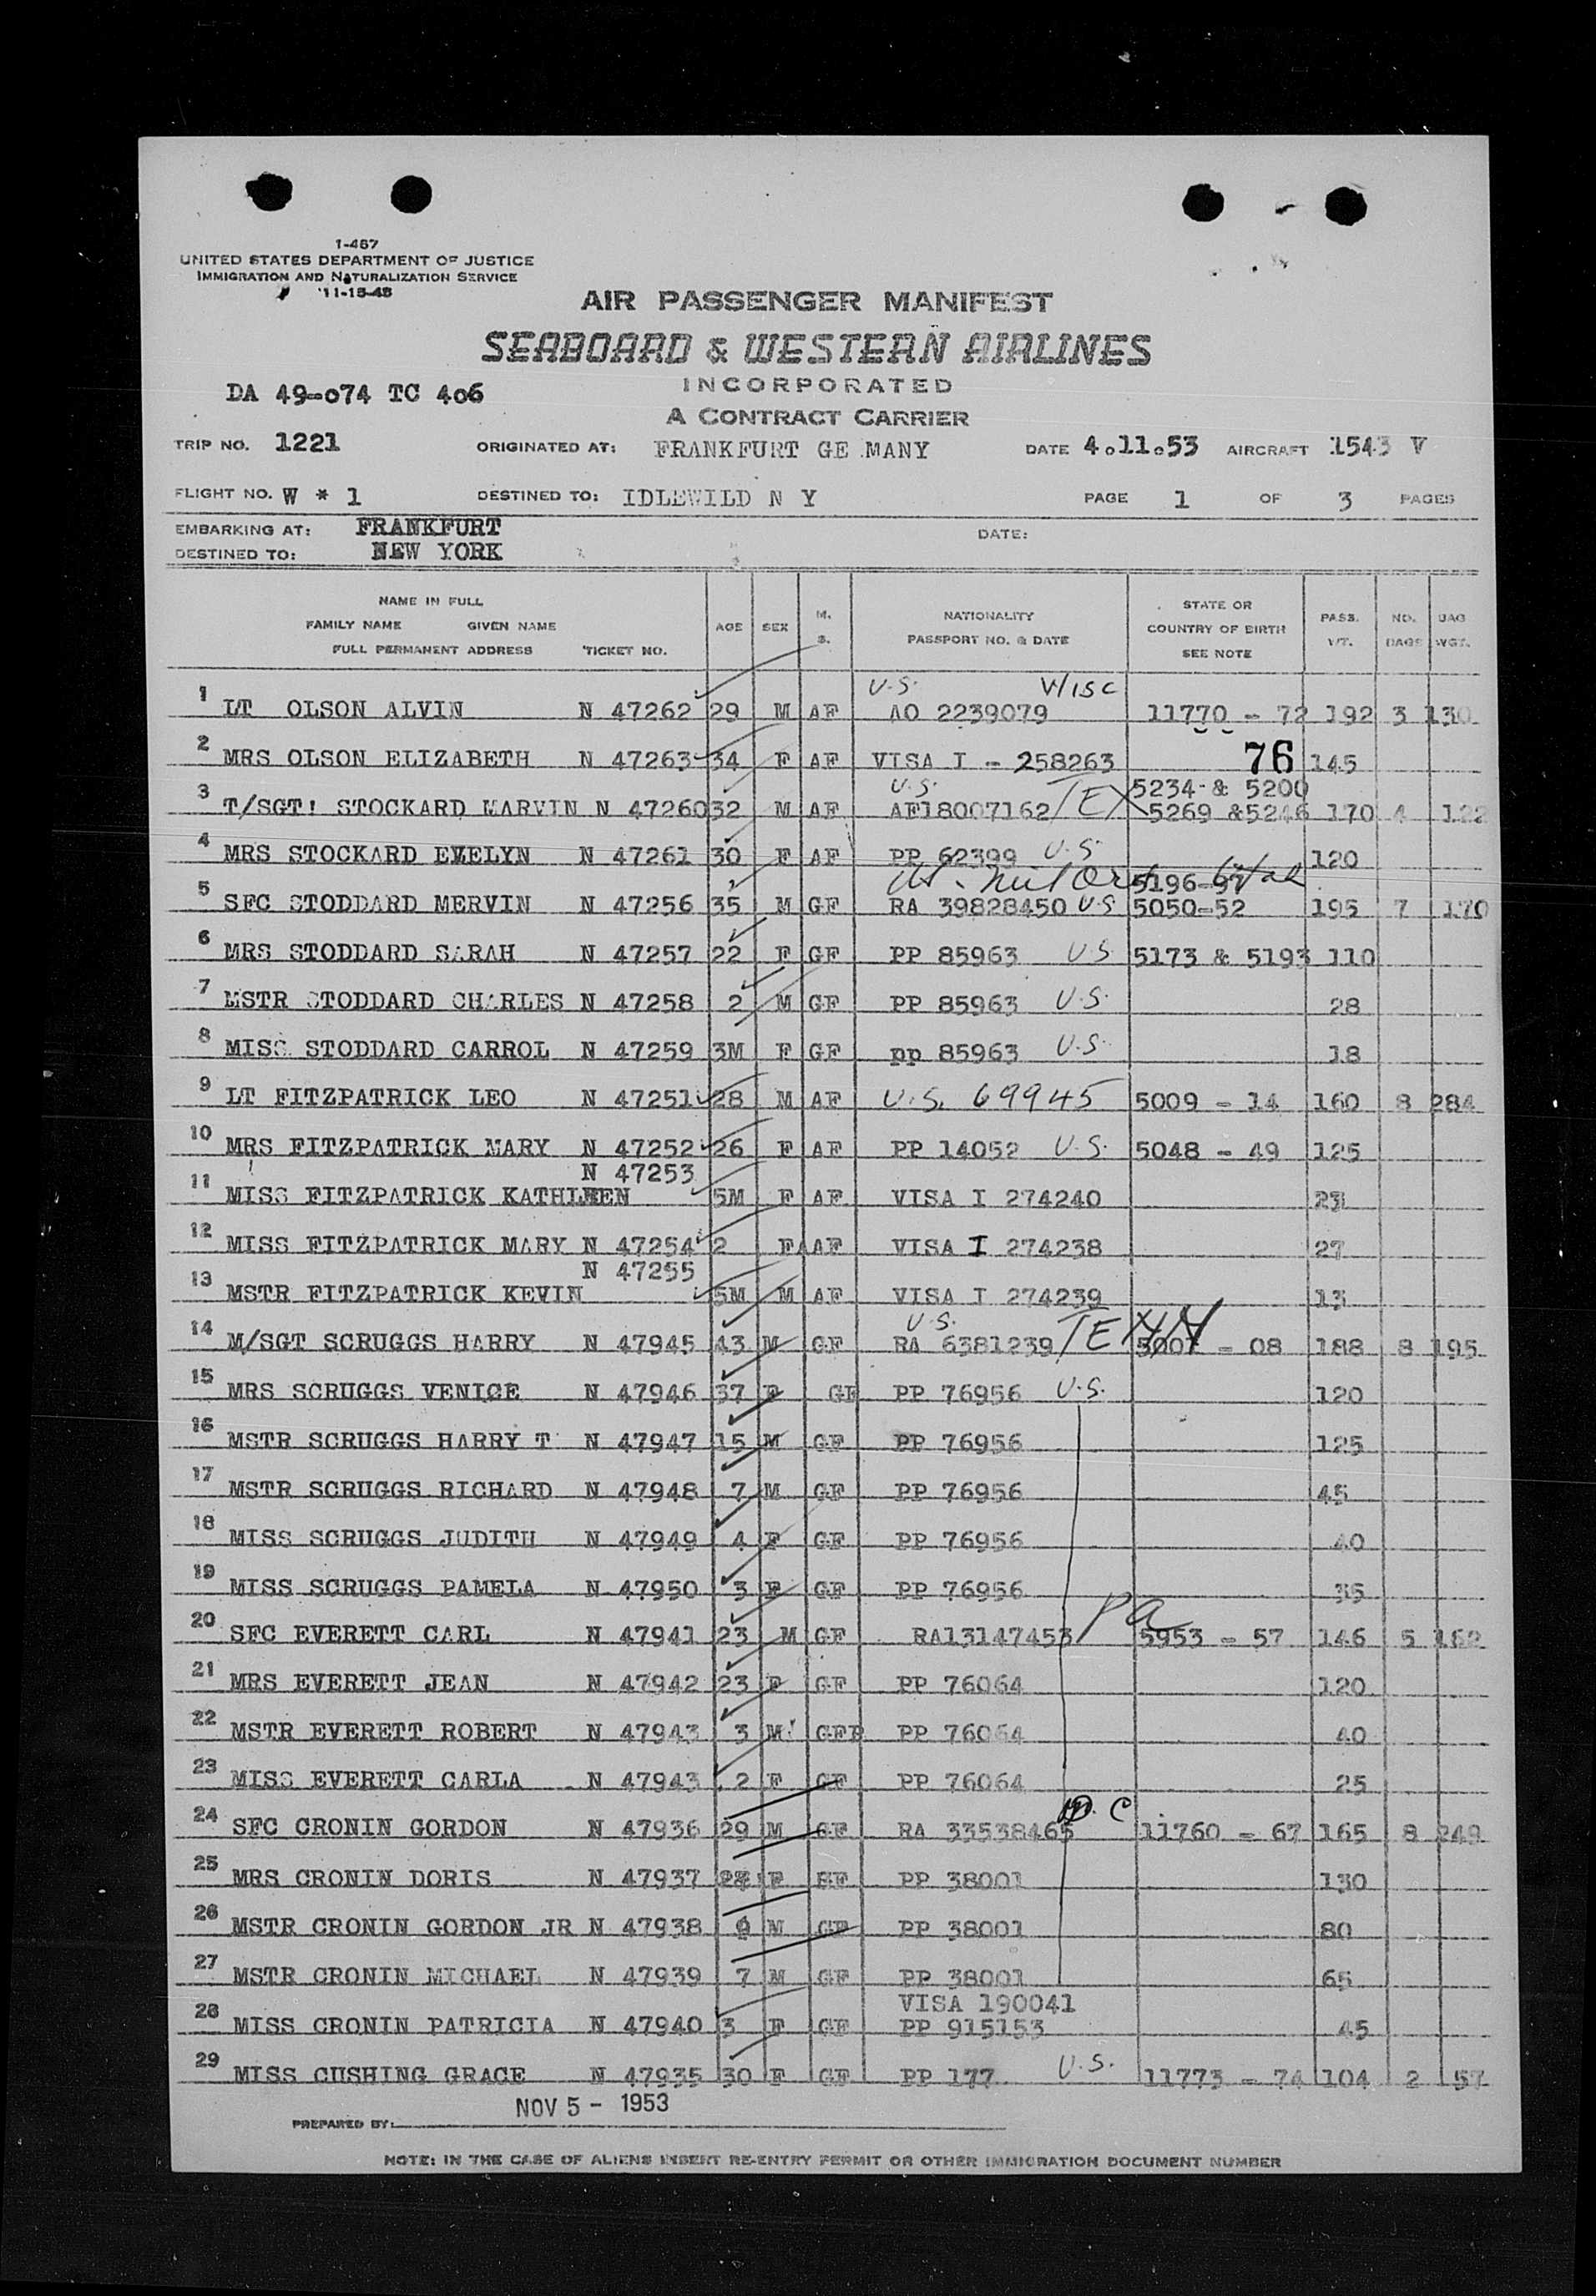 1-467
UNITED STATES DEPARTMENT OF JUSTICE
IMMIGRATION AND NATURALIZATION SERVICE
11-15-48
AIR PASSENGER MANIFEST
SEABOARD & WESTERN AIRLINES
INCORPORATED
A CONTRACT CARRIER
DA 49-074 TC 406
TRIP NO. 1221 ORIGINATED AT: FRANKFURT GE MANY DATE 4.11.53 AIRCRAFT 1543 V
FLIGHT NO. W * 1 DESTINED TO: IDLEWILD N Y PAGE 1 OF 3 PAGES
EMBARKING AT: FRANKFURT DATE:
DESTINED TO: NEW YORK
NAME IN FULL
FAMILY NAME GIVEN NAME
FULL PERMANENT ADDRESS TICKET NO.
AGE SEX M. S.
NATIONALITY
PASSPORT NO. & DATE
STATE OR
COUNTRY OF BIRTH
SEE NOTE
PASS. WT. NO. BAGS BAG WGT.
U.S. WISC
1 LT OLSON ALVIN N 47262 29 M AF AO 2239079 11770 - 72 192 3 130
2 MRS OLSON ELIZABETH N 47263 34 F AF VISA I - 258263 76 145
U.S. 5234 & 5200
3 T/SGT! STOCKARD MARVIN N 47260 32 M AF AF18007162 TEX 5269 &5246 170 4 122
4 MRS STOCKARD EVELYN N 47261 30 F AF PP 62399 U.S. 120
5196-97 Utah
5 SFC STODDARD MERVIN N 47256 35 M GF RA 39828450 U.S 5050-52 195 7 170
6 MRS STODDARD SARAH N 47257 22 F GF PP 85963 U.S 5173 & 5193 110
7 MSTR STODDARD CHARLES N 47258 2 M GF PP 85963 U.S. 28
8 MISS STODDARD CARROL N 47259 3M F GF pp 85963 U.S. 18
9 LT FITZPATRICK LEO N 47251 28 M AF U.S. 69945 5009 - 14 160 8 284
10 MRS FITZPATRICK MARY N 47252 26 F AF PP 14052 U.S. 5048 - 49 125
N 47253
11 MISS FITZPATRICK KATHLEEN 5M F AF VISA I 274240 23
12 MISS FITZPATRICK MARY N 47254 2 F AF VISA I 274238 27
N 47255
13 MSTR FITZPATRICK KEVIN 5M M AF VISA I 274239 13
U.S.
14 M/SGT SCRUGGS HARRY N 47945 43 M GF RA 6381239 TENN 5007 - 08 188 8 195
15 MRS SCRUGGS VENICE N 47946 37 F GF PP 76956 U.S. 120
16 MSTR SCRUGGS HARRY T N 47947 15 M GF PP 76956 125
17 MSTR SCRUGGS RICHARD N 47948 7 M GF PP 76956 45
18 MISS SCRUGGS JUDITH N 47949 4 F GF PP 76956 40
19 MISS SCRUGGS PAMELA N 47950 3 F GF PP 76956 35
Pa
20 SFC EVERETT CARL N 47941 23 M GF RA13147453 5953 - 57 146 5 162
21 MRS EVERETT JEAN N 47942 23 F GF PP 76064 120
22 MSTR EVERETT ROBERT N 47943 3 M GFF PP 76064 40
23 MISS EVERETT CARLA N 47943 2 F GF PP 76064 25
D. C
24 SFC CRONIN GORDON N 47936 29 M GF RA 33538465 11760 - 67 165 8 249
25 MRS CRONIN DORIS N 47937 F PP 38001 130
26 MSTR CRONIN GORDON JR N 47938 9 M GF PP 38001 80
27 MSTR CRONIN MICHAEL N 47939 7 M GF PP 38001 65
VISA 190041
28 MISS CRONIN PATRICIA N 47940 3 F GF PP 915153 45
29 MISS CUSHING GRACE N 47935 30 F GF PP 177 U.S. 11773 - 74 104 2 57
NOV 5 - 1953
PREPARED BY:
NOTE: IN THE CASE OF ALIENS INSERT RE-ENTRY PERMIT OR OTHER IMMIGRATION DOCUMENT NUMBER